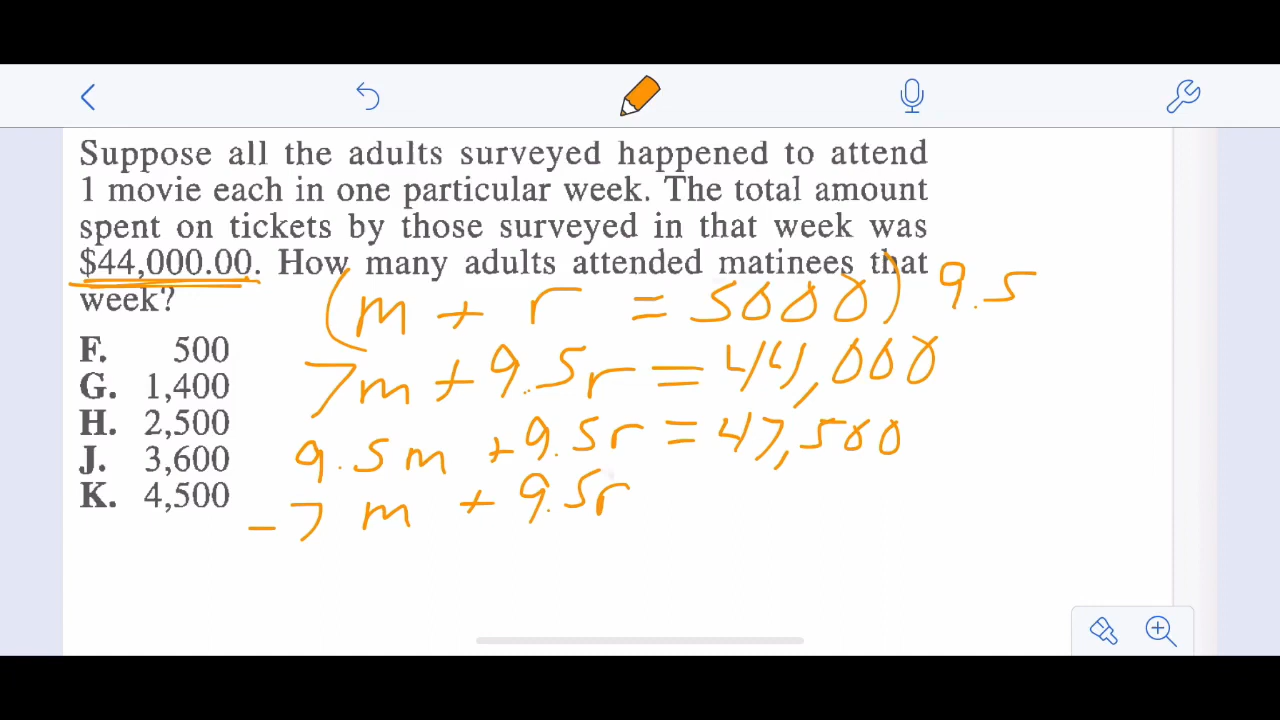 Suppose all the adults surveyed happened to attend
1 movie each in one particular week. The total amount
spent on tickets by those surveyed in that week was
$44,000.00. How many adults attended matinees that
week?
(m + r = 5000) 9.5
F. 500
7m + 9.5r = 44,000
G. 1,400
H. 2,500
9.5m + 9.5r = 47,500
J. 3,600
K. 4,500
- 7m + 9.5r